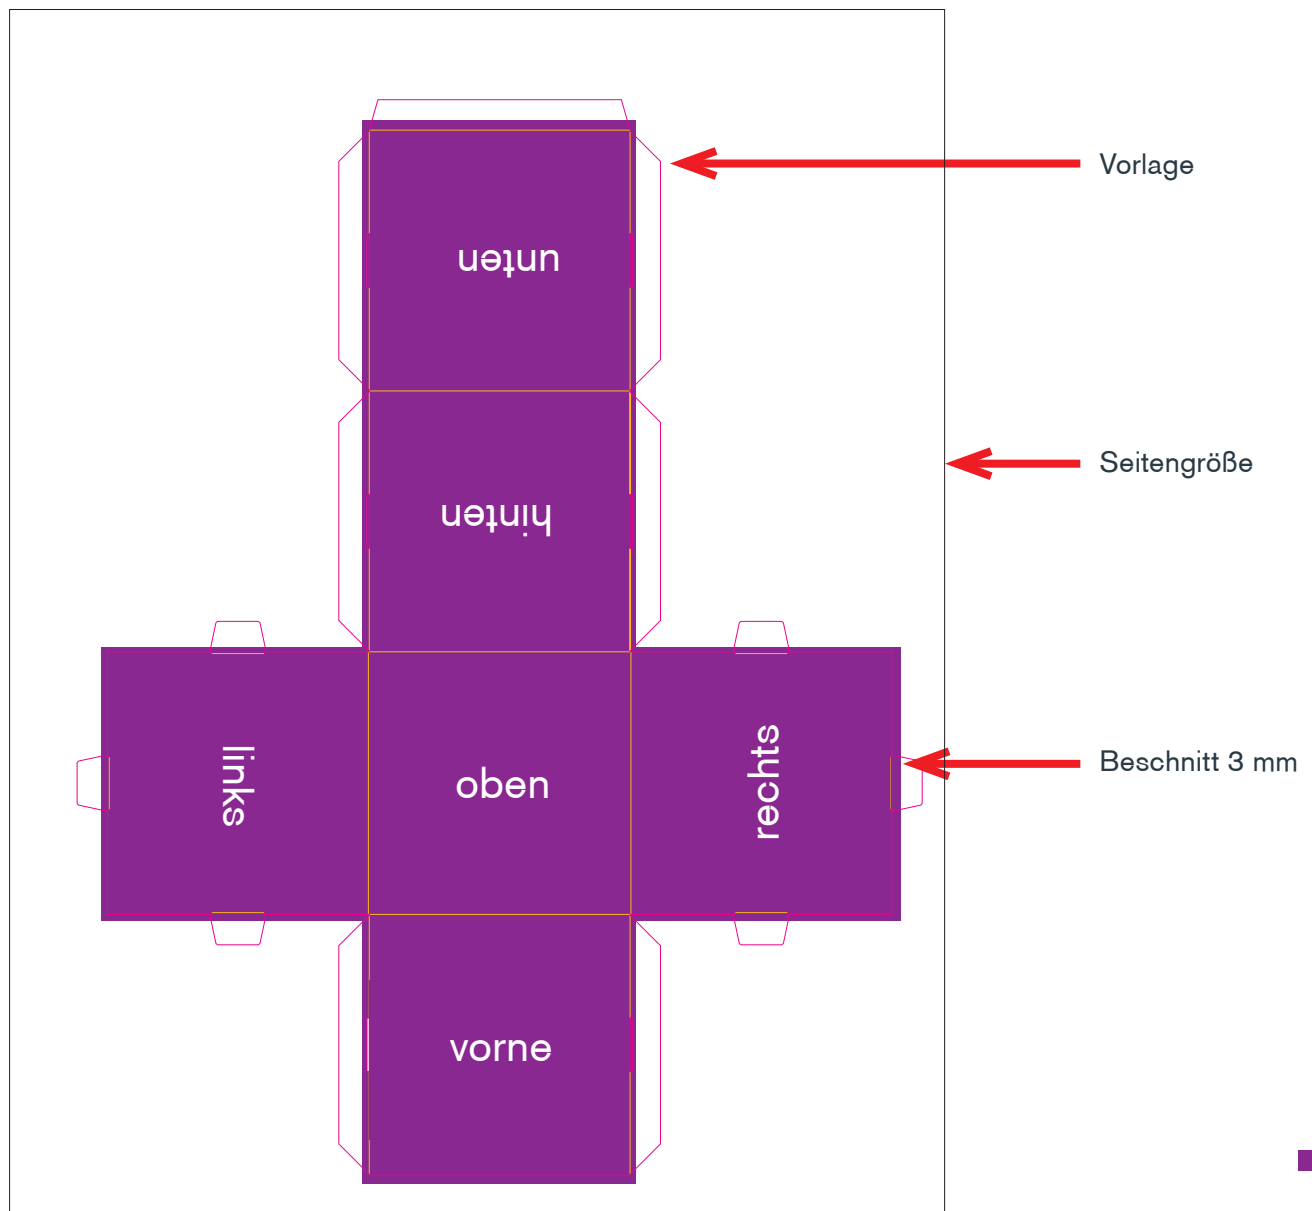 Vorlage
unten
Seitengröße
hinten
links
oben
rechts
Beschnitt 3 mm
vorne